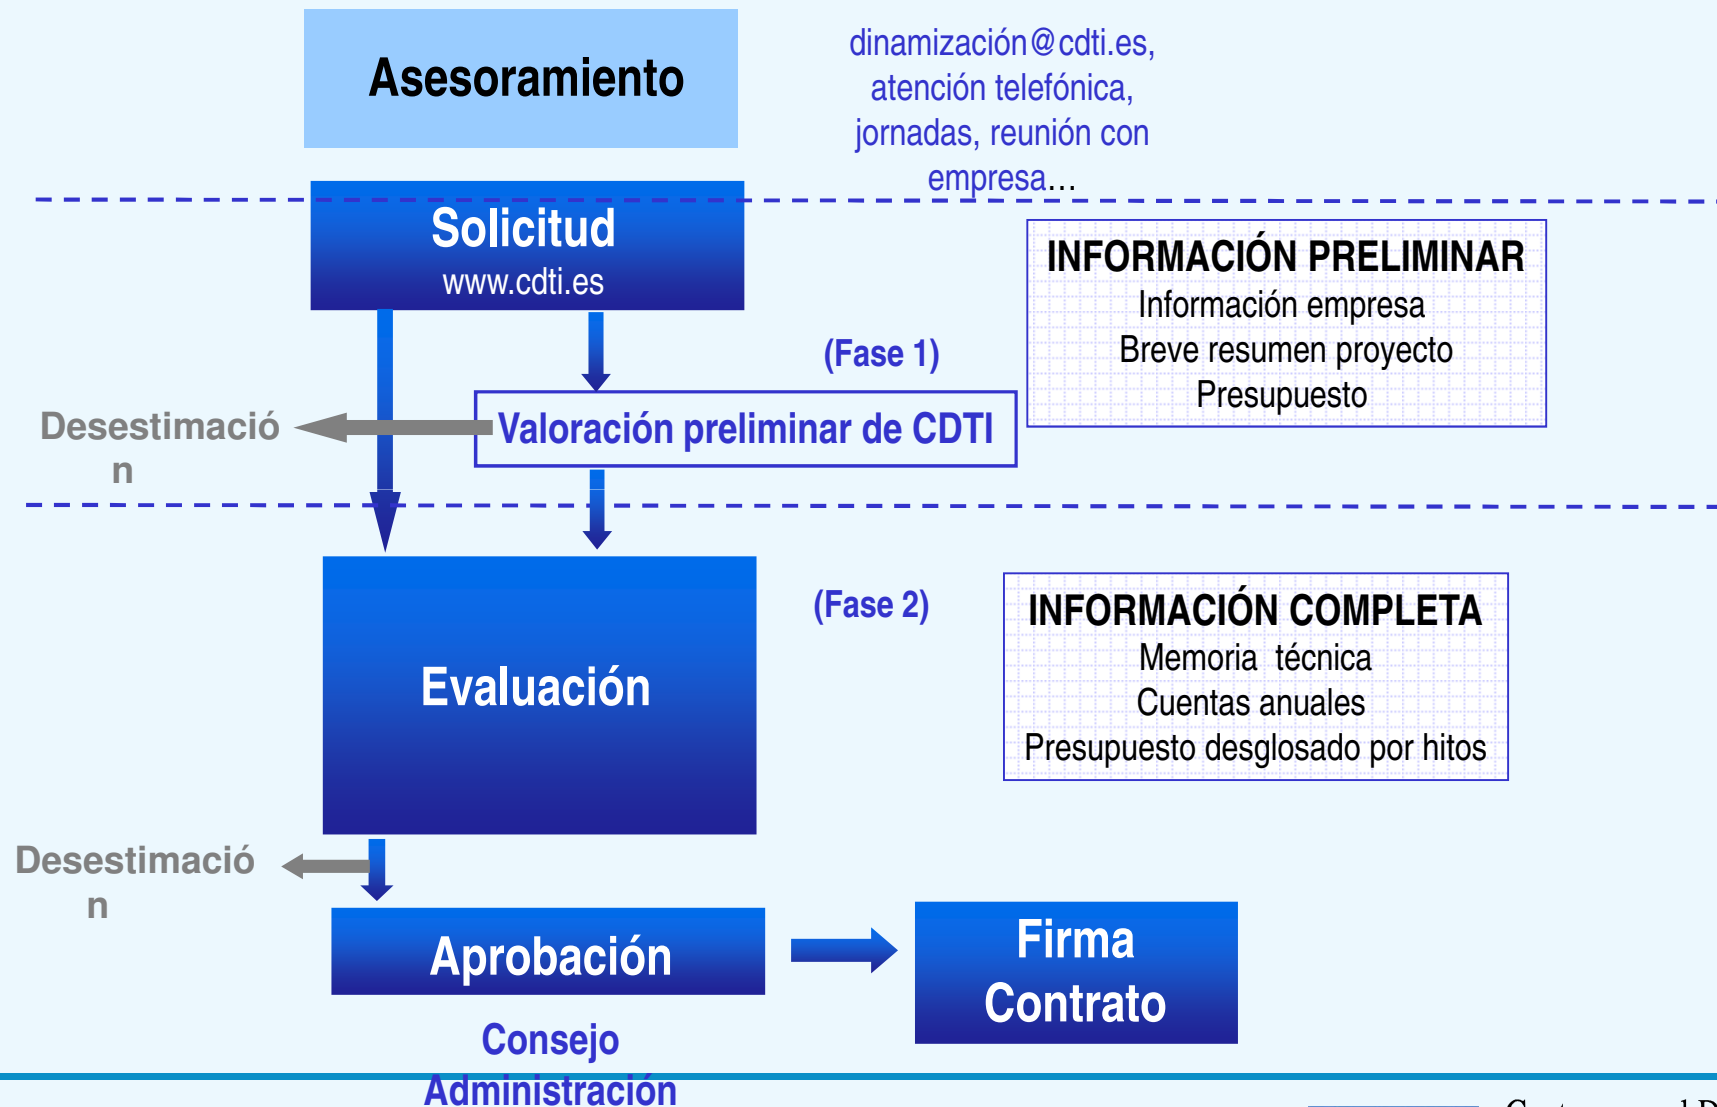 Asesoramiento
dinamización@cdti.es,
atención telefónica,
jornadas, reunión con
empresa...
Solicitud
www.cdti.es
INFORMACIÓN PRELIMINAR
Información empresa
Breve resumen proyecto
Presupuesto
(Fase 1)
Desestimació
n
Valoración preliminar de CDTI
(Fase 2)
INFORMACIÓN COMPLETA
Memoria técnica
Cuentas anuales
Presupuesto desglosado por hitos
Evaluación
Desestimació
n
Aprobación
Firma
Contrato
Consejo
Administración